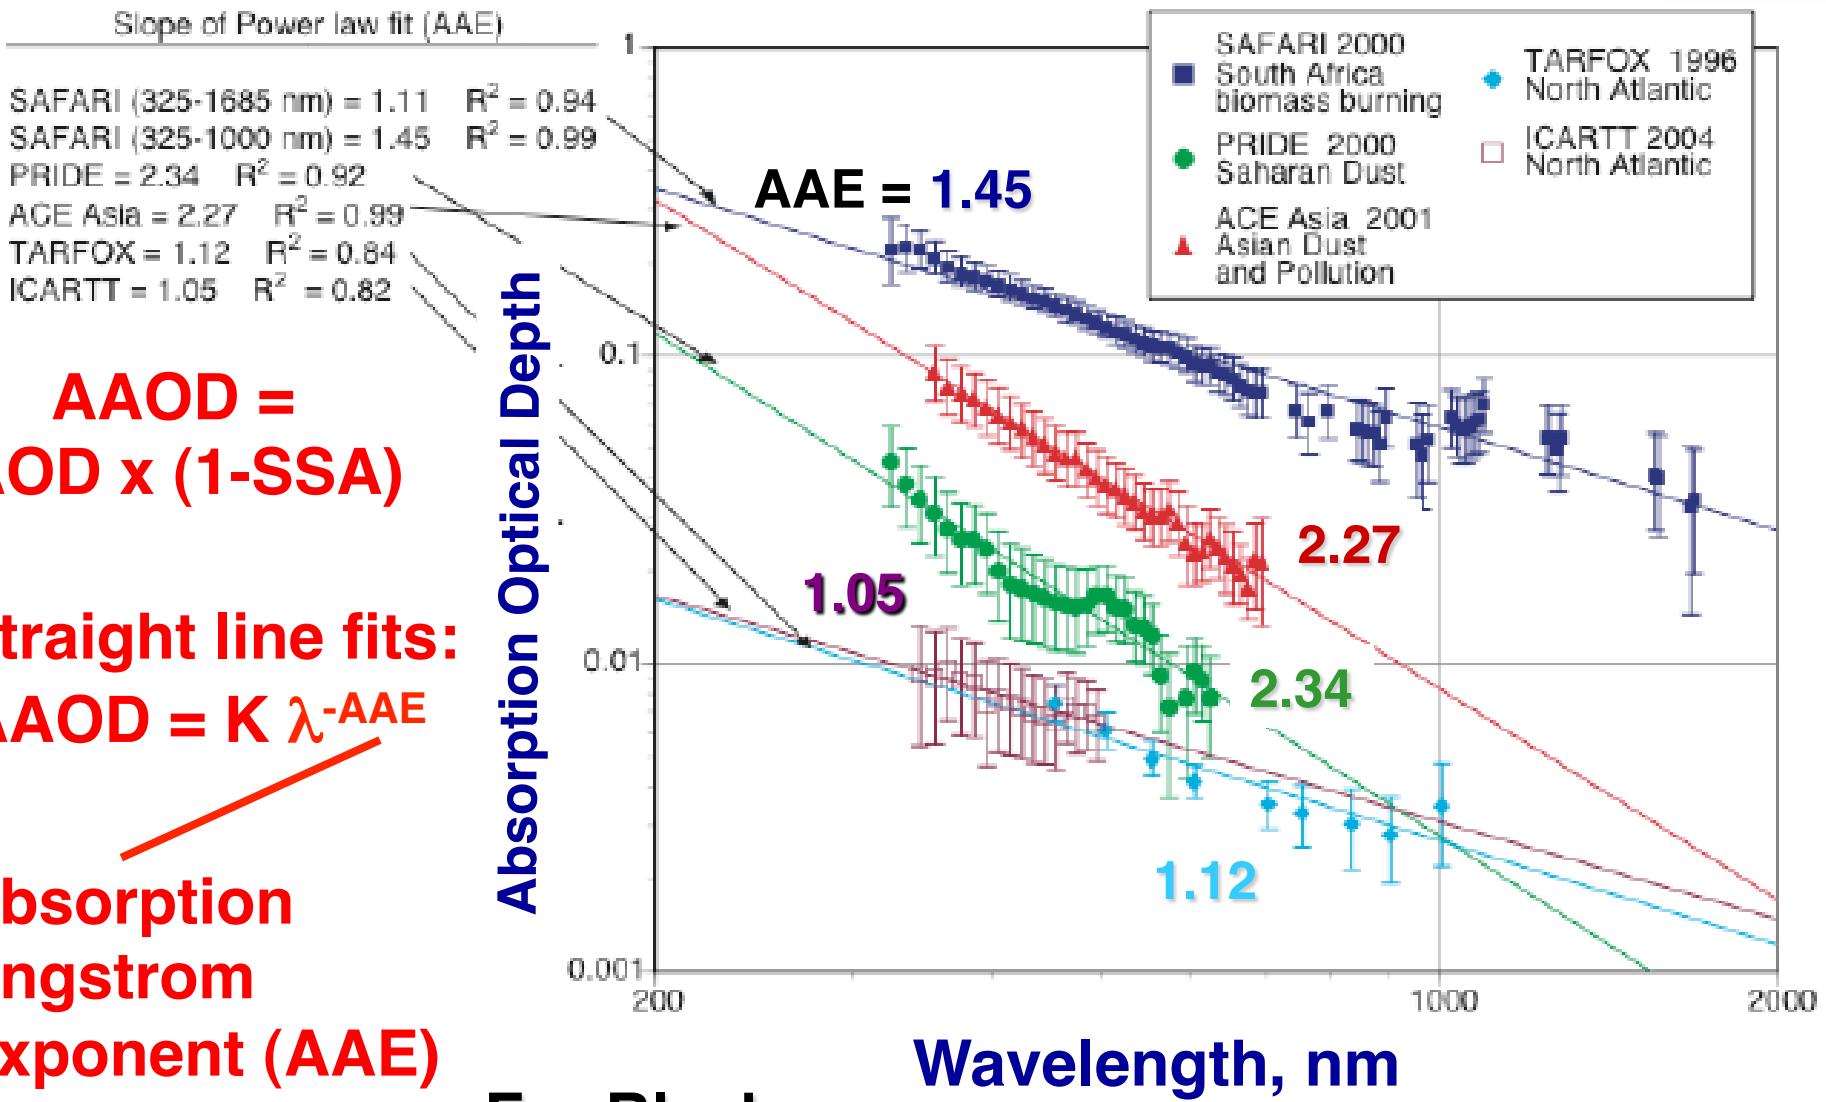 Slope of Power law fit (AAE)
SAFARI (325-1685 nm) = 1.11 R² = 0.94
SAFARI (325-1000 nm) = 1.45 R² = 0.99
PRIDE = 2.34 R² = 0.92
ACE Asia = 2.27 R² = 0.99
TARFOX = 1.12 R² = 0.84
ICARTT = 1.05 R² = 0.82
AAOD =
OD x (1-SSA)
traight line fits:
AAOD = K λ-AAE
bsorption
ngstrom
xponent (AAE)
Absorption Optical Depth
1
0.1
0.01
0.001
SAFARI 2000
South Africa
biomass burning
PRIDE 2000
Saharan Dust
ACE Asia 2001
Asian Dust
and Pollution
TARFOX 1996
North Atlantic
ICARTT 2004
North Atlantic
AAE = 1.45
2.27
1.05
2.34
1.12
200
1000
2000
Wavelength, nm